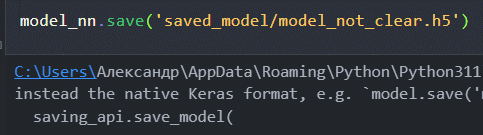 model_nn.save('saved_model/model_not_clear.h5')
C:\Users\Александр\AppData\Roaming\Python\Python311
instead the native Keras format, e.g. `model.save('
saving_api.save_model(